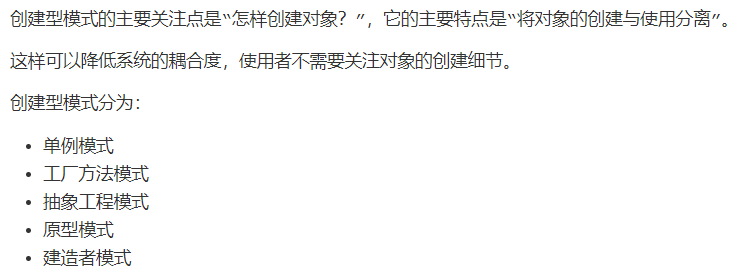 创建型模式的主要关注点是“怎样创建对象？”，它的主要特点是“将对象的创建与使用分离”。
这样可以降低系统的耦合度，使用者不需要关注对象的创建细节。
创建型模式分为：
• 单例模式
• 工厂方法模式
• 抽象工程模式
• 原型模式
• 建造者模式